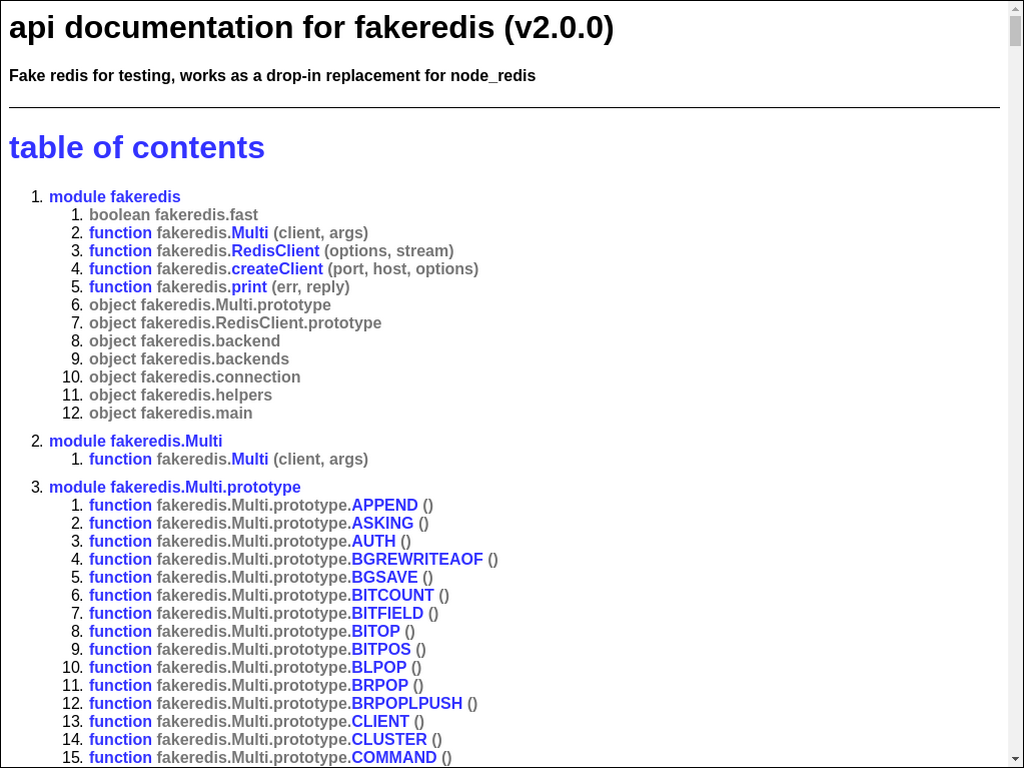 api documentation for fakeredis (v2.0.0)
Fake redis for testing, works as a drop-in replacement for node_redis
table of contents
1. module fakeredis
1. boolean fakeredis.fast
2. function fakeredis.Multi (client, args)
3. function fakeredis.RedisClient (options, stream)
4. function fakeredis.createClient (port, host, options)
5. function fakeredis.print (err, reply)
6. object fakeredis.Multi.prototype
7. object fakeredis.RedisClient.prototype
8. object fakeredis.backend
9. object fakeredis.backends
10. object fakeredis.connection
11. object fakeredis.helpers
12. object fakeredis.main
2. module fakeredis.Multi
1. function fakeredis.Multi (client, args)
3. module fakeredis.Multi.prototype
1. function fakeredis.Multi.prototype.APPEND ()
2. function fakeredis.Multi.prototype.ASKING ()
3. function fakeredis.Multi.prototype.AUTH ()
4. function fakeredis.Multi.prototype.BGREWRITEAOF ()
5. function fakeredis.Multi.prototype.BGSAVE ()
6. function fakeredis.Multi.prototype.BITCOUNT ()
7. function fakeredis.Multi.prototype.BITFIELD ()
8. function fakeredis.Multi.prototype.BITOP ()
9. function fakeredis.Multi.prototype.BITPOS ()
10. function fakeredis.Multi.prototype.BLPOP ()
11. function fakeredis.Multi.prototype.BRPOP ()
12. function fakeredis.Multi.prototype.BRPOPLPUSH ()
13. function fakeredis.Multi.prototype.CLIENT ()
14. function fakeredis.Multi.prototype.CLUSTER ()
15. function fakeredis.Multi.prototype.COMMAND ()